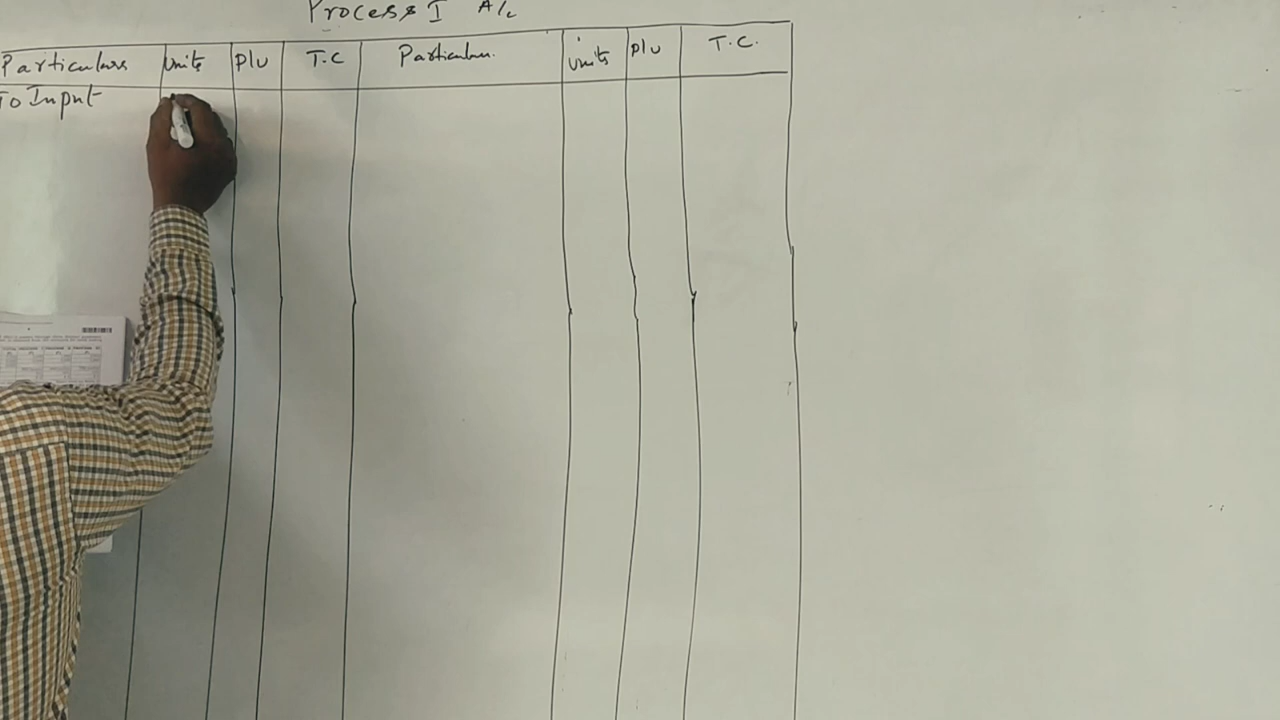 Process I A/c
Particulars Units P/U T.C Particulars Units P/U T.C.
To Input